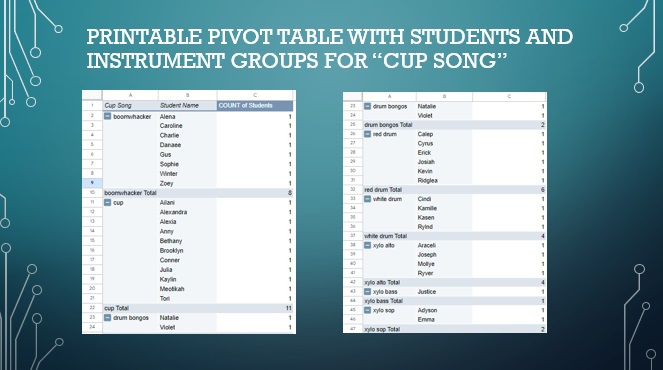 PRINTABLE PIVOT TABLE WITH STUDENTS AND
INSTRUMENT GROUPS FOR “CUP SONG”
A B C
1 Cup Song Student Name COUNT of Students
2 boomwhacker Alena 1
3 Caroline 1
4 Charlie 1
5 Danaee 1
6 Gus 1
7 Sophie 1
8 Winter 1
9 Zoey 1
10 boomwhacker Total 8
11 cup Ailani 1
12 Alexandra 1
13 Alexia 1
14 Anny 1
15 Bethany 1
16 Brooklyn 1
17 Conner 1
18 Julia 1
19 Kaylin 1
20 Meotikah 1
21 Tori 1
22 cup Total 11
23 drum bongos Natalie 1
24 Violet 1
A B C
23 drum bongos Natalie 1
24 Violet 1
25 drum bongos Total 2
26 red drum Calep 1
27 Cyrus 1
28 Erick 1
29 Josiah 1
30 Kevin 1
31 Ridglea 1
32 red drum Total 6
33 white drum Cindi 1
34 Kamille 1
35 Kasen 1
36 Rylnd 1
37 white drum Total 4
38 xylo alto Araceli 1
39 Joseph 1
40 Mollye 1
41 Ryver 1
42 xylo alto Total 4
43 xylo bass Justice 1
44 xylo bass Total 1
45 xylo sop Adyson 1
46 Emma 1
47 xylo sop Total 2